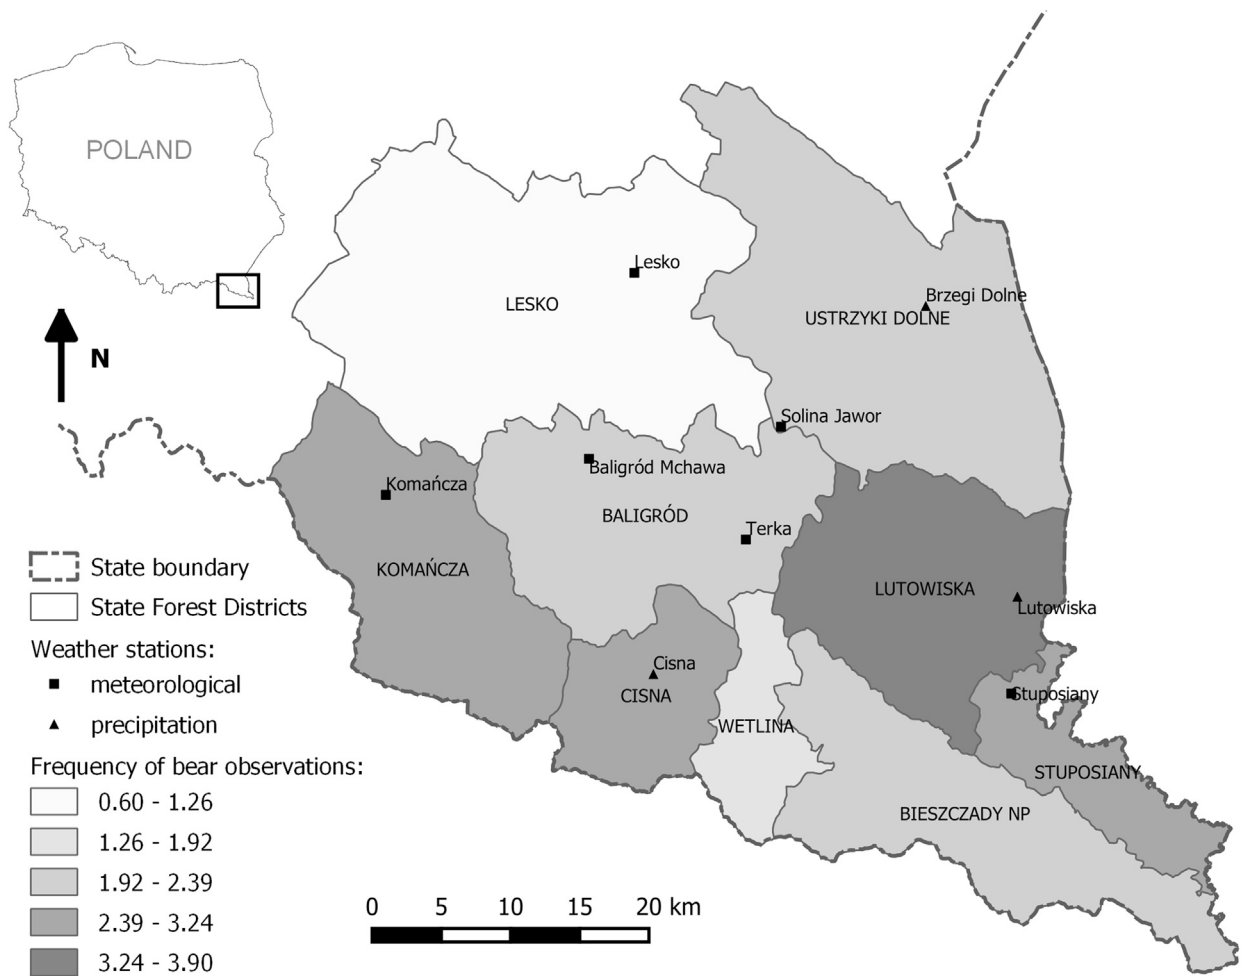 POLAND
N
Lesko
LESKO
Brzegi Dolne
USTRZYKI DOLNE
Solina Jawor
Baligród Mchawa
Komańcza
BALIGRÓD
Terka
KOMAŃCZA
LUTOWISKA
Lutowiska
Cisna
CISNA
Stuposiany
WETLINA
STUPOSIANY
BIESZCZADY NP
State boundary
State Forest Districts
Weather stations:
meteorological
precipitation
Frequency of bear observations:
0.60 - 1.26
1.26 - 1.92
1.92 - 2.39
2.39 - 3.24
3.24 - 3.90
0 5 10 15 20 km